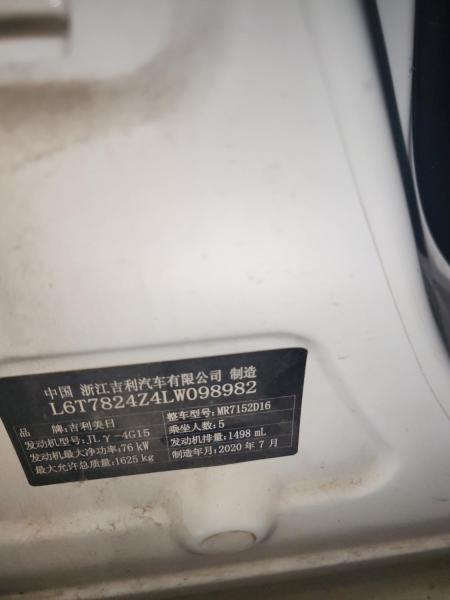 中国 浙江吉利汽车有限公司 制造
L6T7824Z4LW098982
品 牌:吉利美日 整车型号:MR7152D16
发动机型号:JLγ-4G15 乘坐人数:5
发动机最大净功率:76 kW 发动机排量:1498 mL
最大允许总质量:1625 kg 制造年月:2020 年 7 月